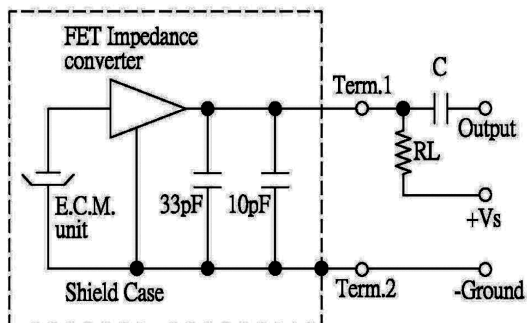 FET Impedance
converter
Term.1
C
Output
RL
E.C.M.
unit
33pF
10pF
+Vs
Shield Case
Term.2
-Ground